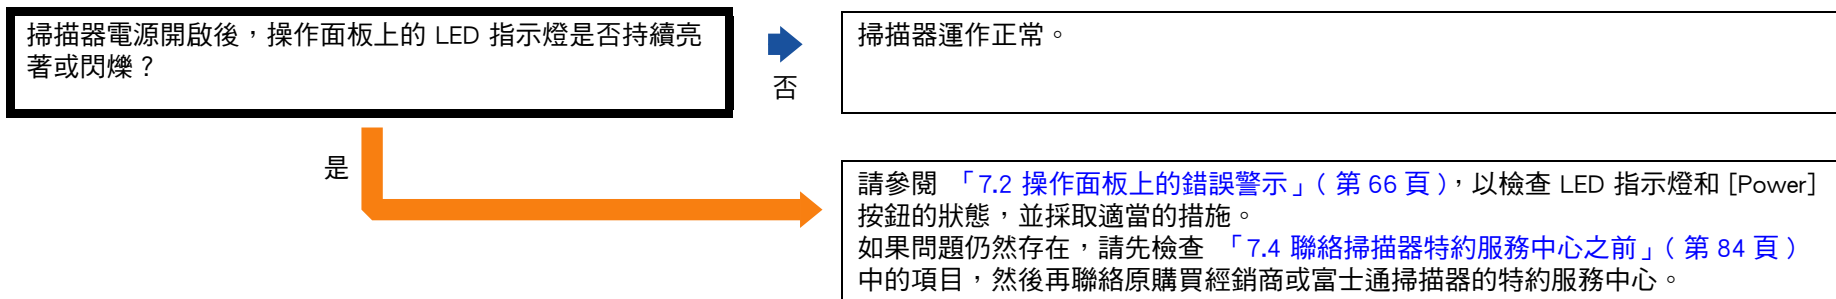 掃描器電源開啟後，操作面板上的 LED 指示燈是否持續亮
著或閃爍？
否
掃描器運作正常。
是
請參閱 「7.2 操作面板上的錯誤警示」( 第 66 頁 )，以檢查 LED 指示燈和 [Power]
按鈕的狀態，並採取適當的措施。
如果問題仍然存在，請先檢查 「7.4 聯絡掃描器特約服務中心之前」( 第 84 頁 )
中的項目，然後再聯絡原購買經銷商或富士通掃描器的特約服務中心。